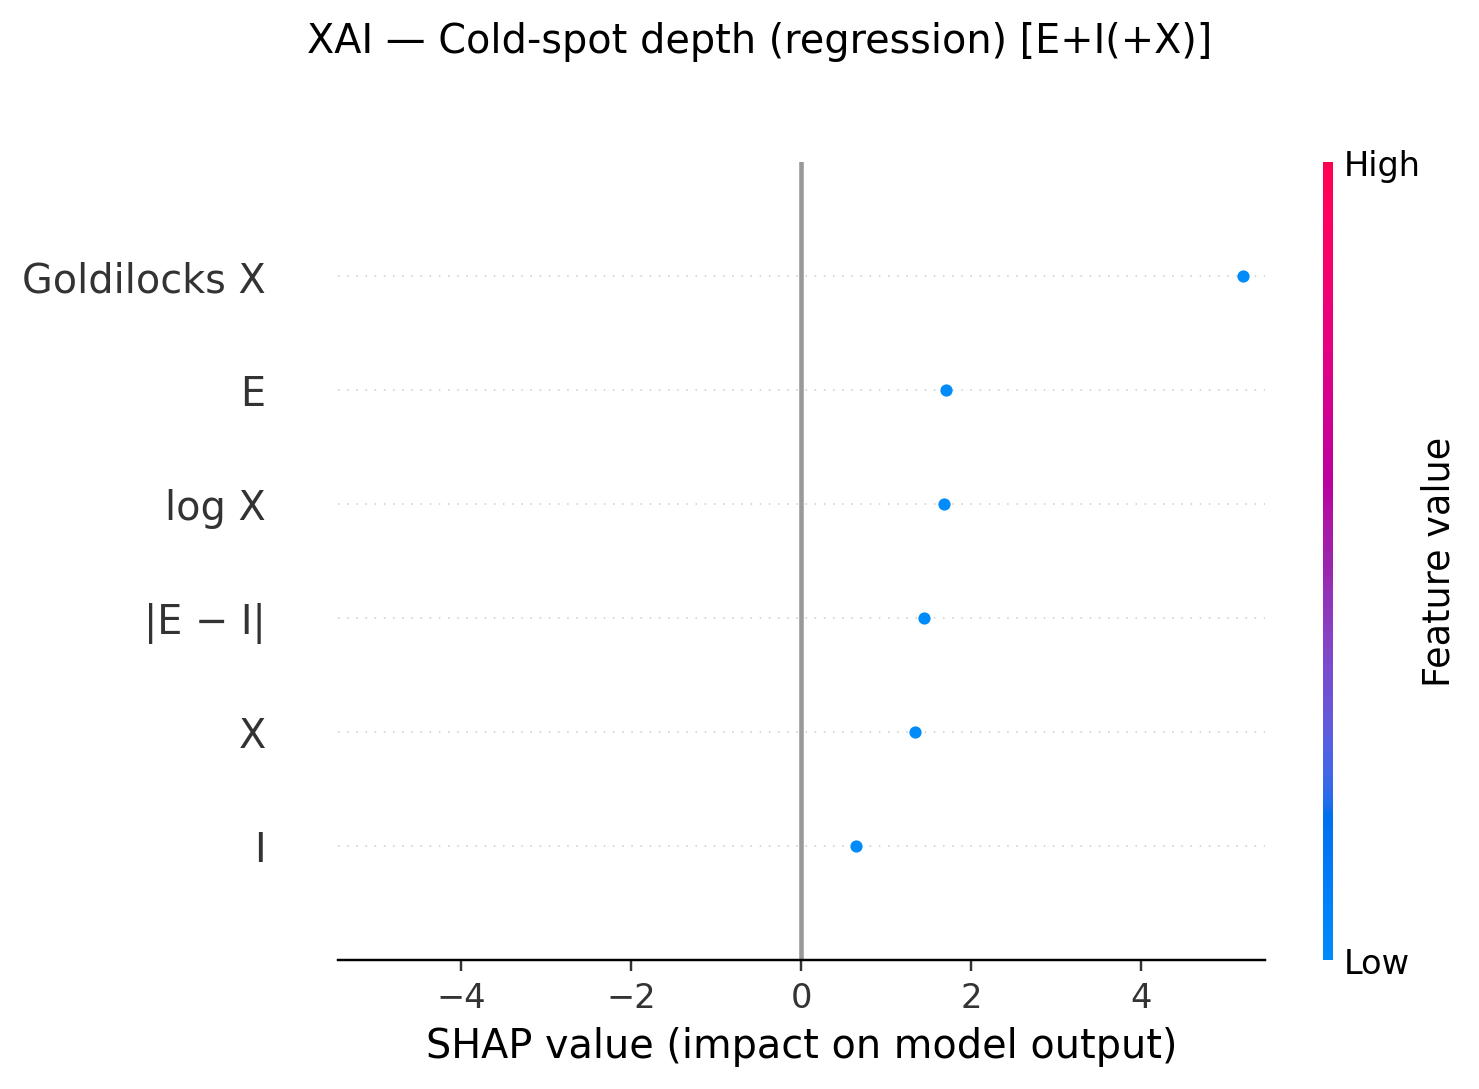 XAI — Cold-spot depth (regression) [E+I(+X)]
High
Goldilocks X
E
log X
|E − I|
X
I
Feature value
Low
−4 −2 0 2 4
SHAP value (impact on model output)